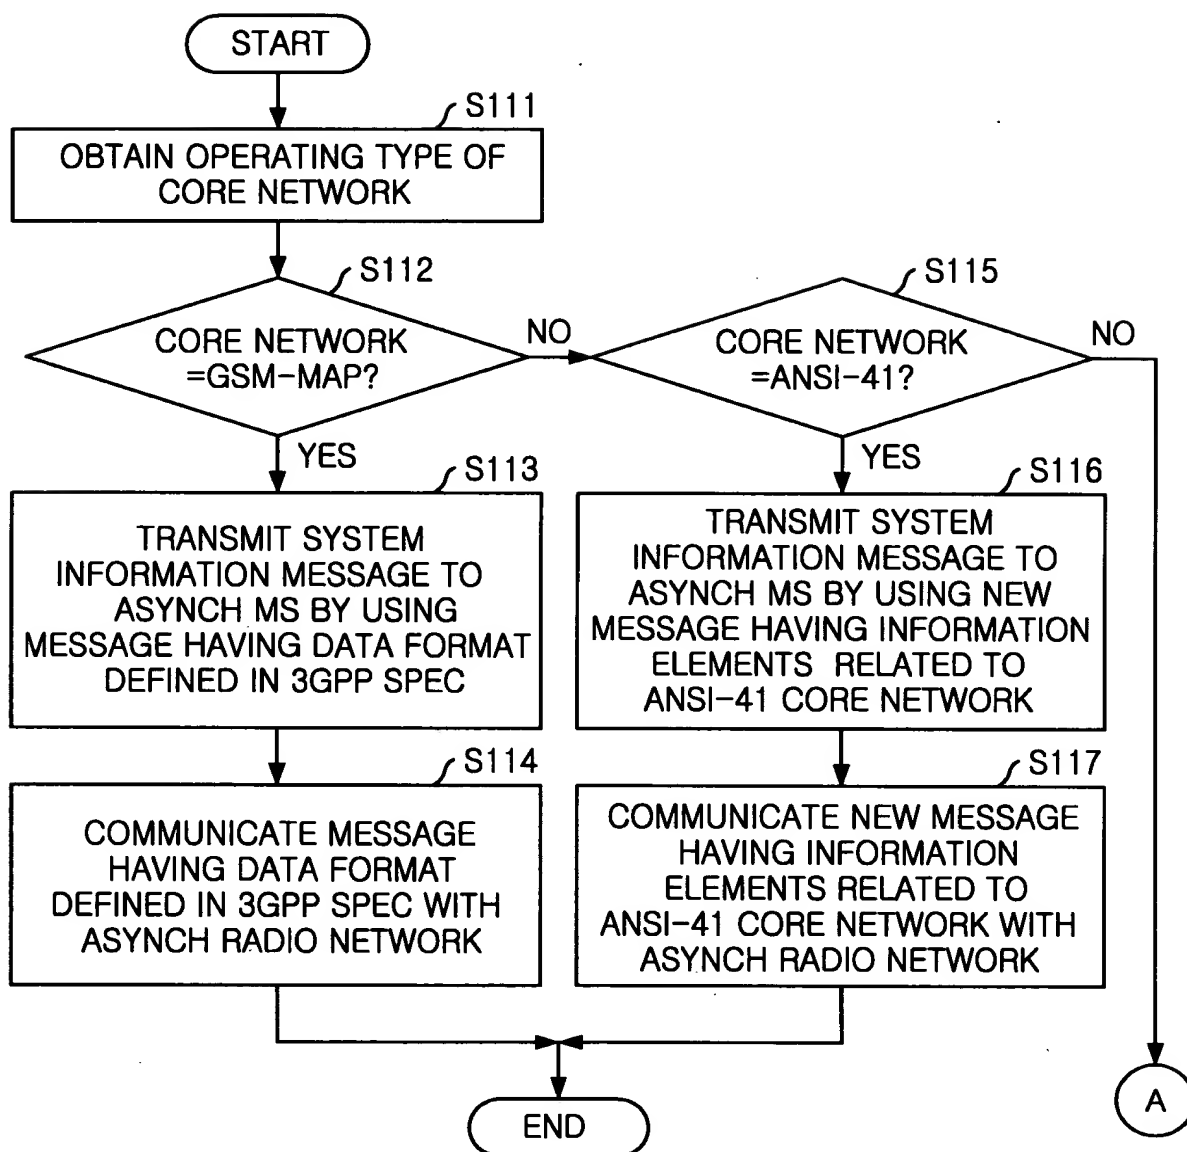 START
S111
OBTAIN OPERATING TYPE OF
CORE NETWORK
S112
CORE NETWORK
=GSM-MAP?
NO
YES
S115
CORE NETWORK
=ANSI-41?
NO
YES
S113
TRANSMIT SYSTEM
INFORMATION MESSAGE TO
ASYNCH MS BY USING
MESSAGE HAVING DATA FORMAT
DEFINED IN 3GPP SPEC
S116
TRANSMIT SYSTEM
INFORMATION MESSAGE TO
ASYNCH MS BY USING NEW
MESSAGE HAVING INFORMATION
ELEMENTS RELATED TO
ANSI-41 CORE NETWORK
S114
COMMUNICATE MESSAGE
HAVING DATA FORMAT
DEFINED IN 3GPP SPEC WITH
ASYNCH RADIO NETWORK
S117
COMMUNICATE NEW MESSAGE
HAVING INFORMATION
ELEMENTS RELATED TO
ANSI-41 CORE NETWORK WITH
ASYNCH RADIO NETWORK
END
A